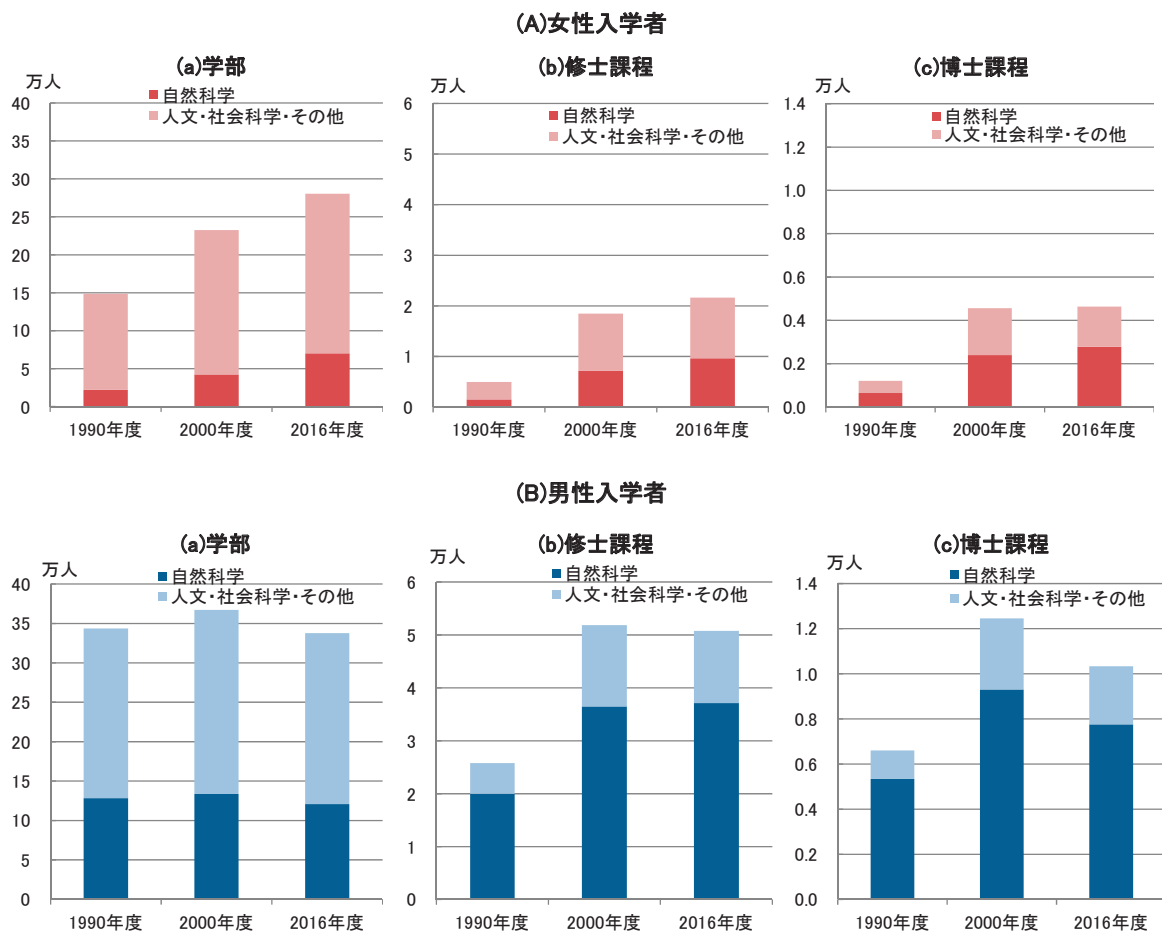 (A)女性入学者
(a)学部
万人
自然科学
人文・社会科学・その他
40
35
30
25
20
15
10
5
0
1990年度 2000年度 2016年度
(b)修士課程
万人
自然科学
人文・社会科学・その他
6
5
4
3
2
1
0
1990年度 2000年度 2016年度
(c)博士課程
万人
自然科学
人文・社会科学・その他
1.4
1.2
1.0
0.8
0.6
0.4
0.2
0.0
1990年度 2000年度 2016年度
(B)男性入学者
(a)学部
万人
自然科学
人文・社会科学・その他
40
35
30
25
20
15
10
5
0
1990年度 2000年度 2016年度
(b)修士課程
万人
自然科学
人文・社会科学・その他
6
5
4
3
2
1
0
1990年度 2000年度 2016年度
(c)博士課程
万人
自然科学
人文・社会科学・その他
1.4
1.2
1.0
0.8
0.6
0.4
0.2
0.0
1990年度 2000年度 2016年度